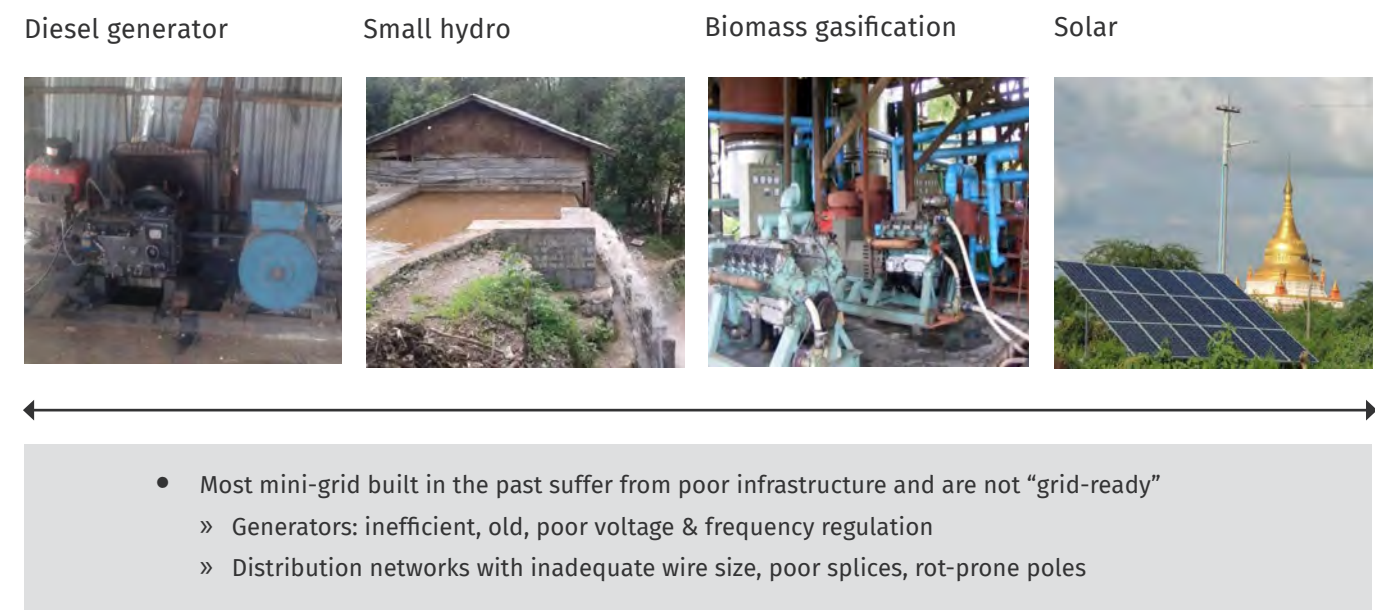 Diesel generator
Small hydro
Biomass gasification
Solar
• Most mini-grid built in the past suffer from poor infrastructure and are not “grid-ready”
» Generators: inefficient, old, poor voltage & frequency regulation
» Distribution networks with inadequate wire size, poor splices, rot-prone poles